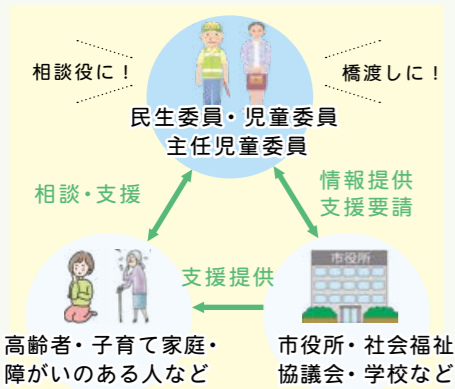 相談役に！
橋渡しに！
民生委員・児童委員
主任児童委員
相談・支援
情報提供
支援要請
市役所
支援提供
高齢者・子育て家庭・
障がいのある人など
市役所・社会福祉
協議会・学校など